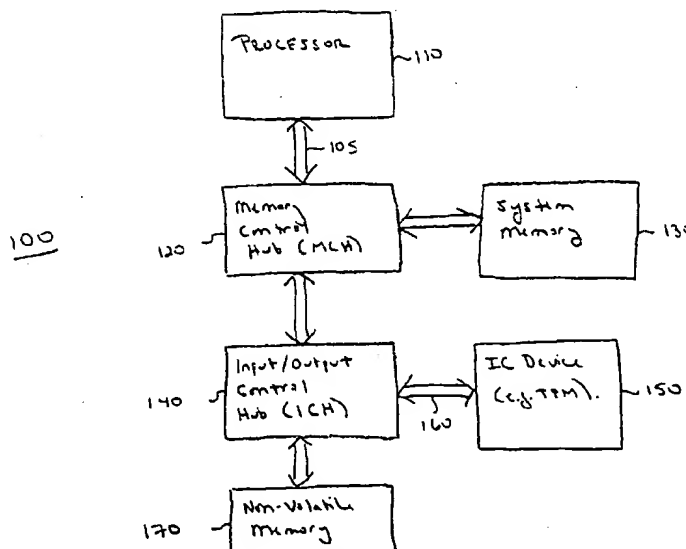 PROCESSOR
110
105
Memory
Control
Hub (MCH)
120
System
Memory
130
100
Input/Output
Control
Hub (ICH)
140
IC Device
(e.g. TPM).
150
160
Non-Volatile
Memory
170